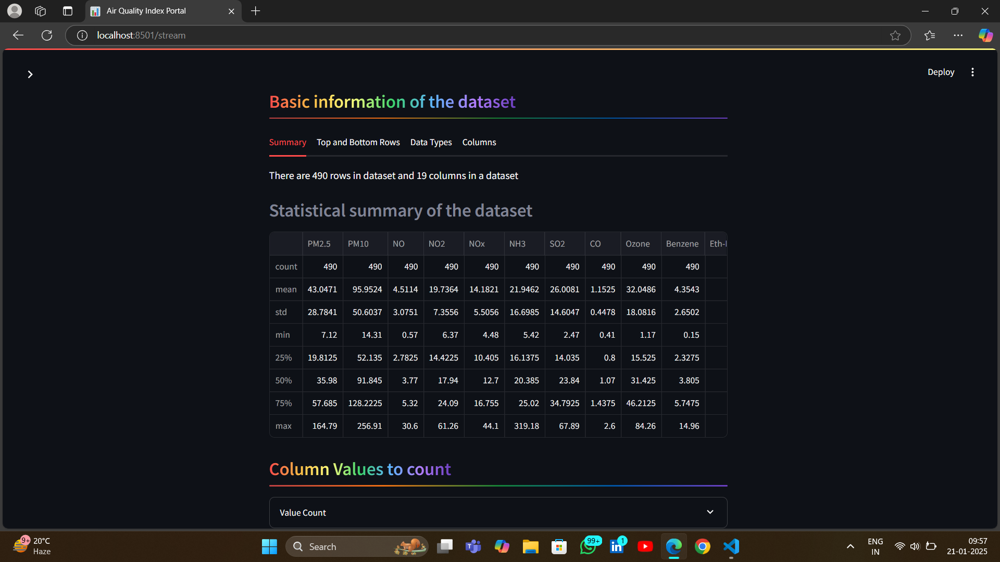 Air Quality Index Portal
localhost:8501/stream
Deploy
Basic information of the dataset
Summary Top and Bottom Rows Data Types Columns
There are 490 rows in dataset and 19 columns in a dataset
Statistical summary of the dataset
PM2.5 PM10 NO NO2 NOx NH3 SO2 CO Ozone Benzene Eth-
count 490 490 490 490 490 490 490 490 490 490
mean 43.0471 95.9524 4.5114 19.7364 14.1821 21.9462 26.0081 1.1525 32.0486 4.3543
std 28.7841 50.6037 3.0751 7.3556 5.5056 16.6985 14.6047 0.4478 18.0816 2.6502
min 7.12 14.31 0.57 6.37 4.48 5.42 2.47 0.41 1.17 0.15
25% 19.8125 52.135 2.7825 14.4225 10.405 16.1375 14.035 0.8 15.525 2.3275
50% 35.98 91.845 3.77 17.94 12.7 20.385 23.84 1.07 31.425 3.805
75% 57.685 128.2225 5.32 24.09 16.755 25.02 34.7925 1.4375 46.2125 5.7475
max 164.79 256.91 30.6 61.26 44.1 319.18 67.89 2.6 84.26 14.96
Column Values to count
Value Count
9+ 20°C
Haze
Search
99+
1
ENG
IN
09:57
21-01-2025